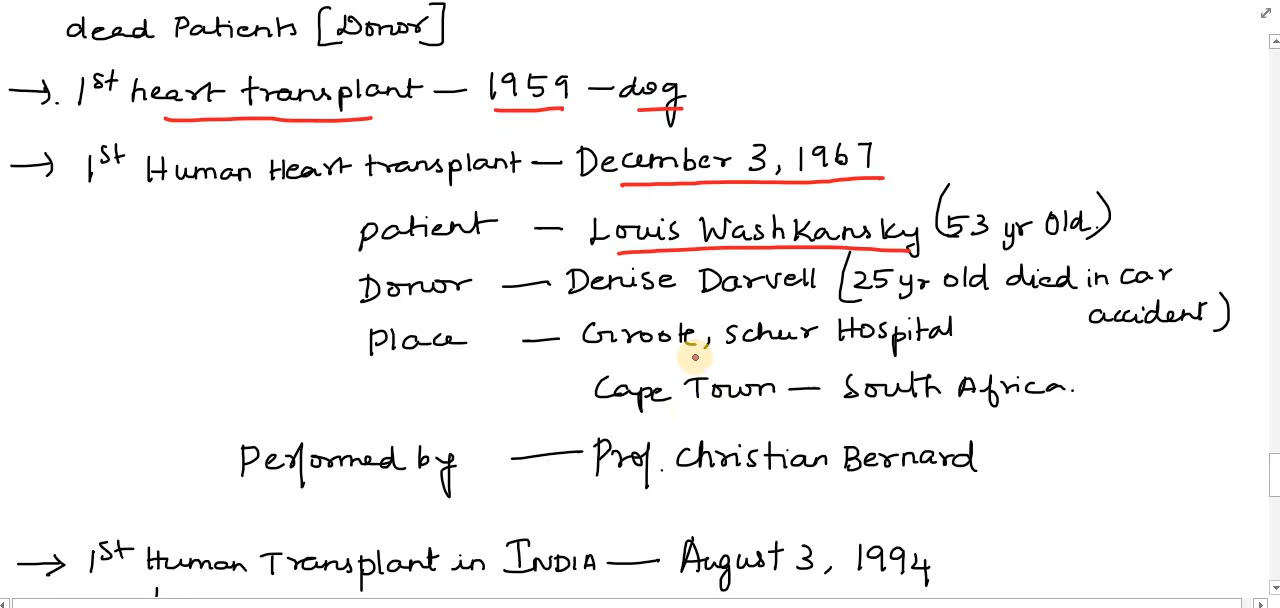 dead Patients [Donor]
→. 1st heart transplant — 1959 — dog
→ 1st Human Heart transplant — December 3, 1967
patient — Louis Washkansky (53 yr old.)
Donor — Denise Darvell (25 yr old died in car
accident)
place — Groote, Schur Hospital
Cape Town — South Africa.
Performed by — Prof. Christian Bernard
→ 1st Human Transplant in INDIA — August 3, 1994